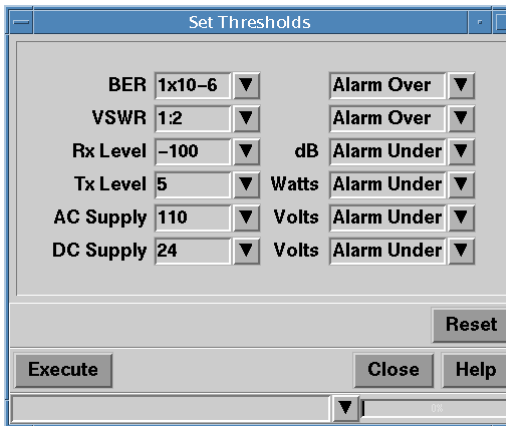 Set Thresholds
BER 1x10-6 Alarm Over
VSWR 1:2 Alarm Over
Rx Level -100 dB Alarm Under
Tx Level 5 Watts Alarm Under
AC Supply 110 Volts Alarm Under
DC Supply 24 Volts Alarm Under
Reset
Execute Close Help
0%